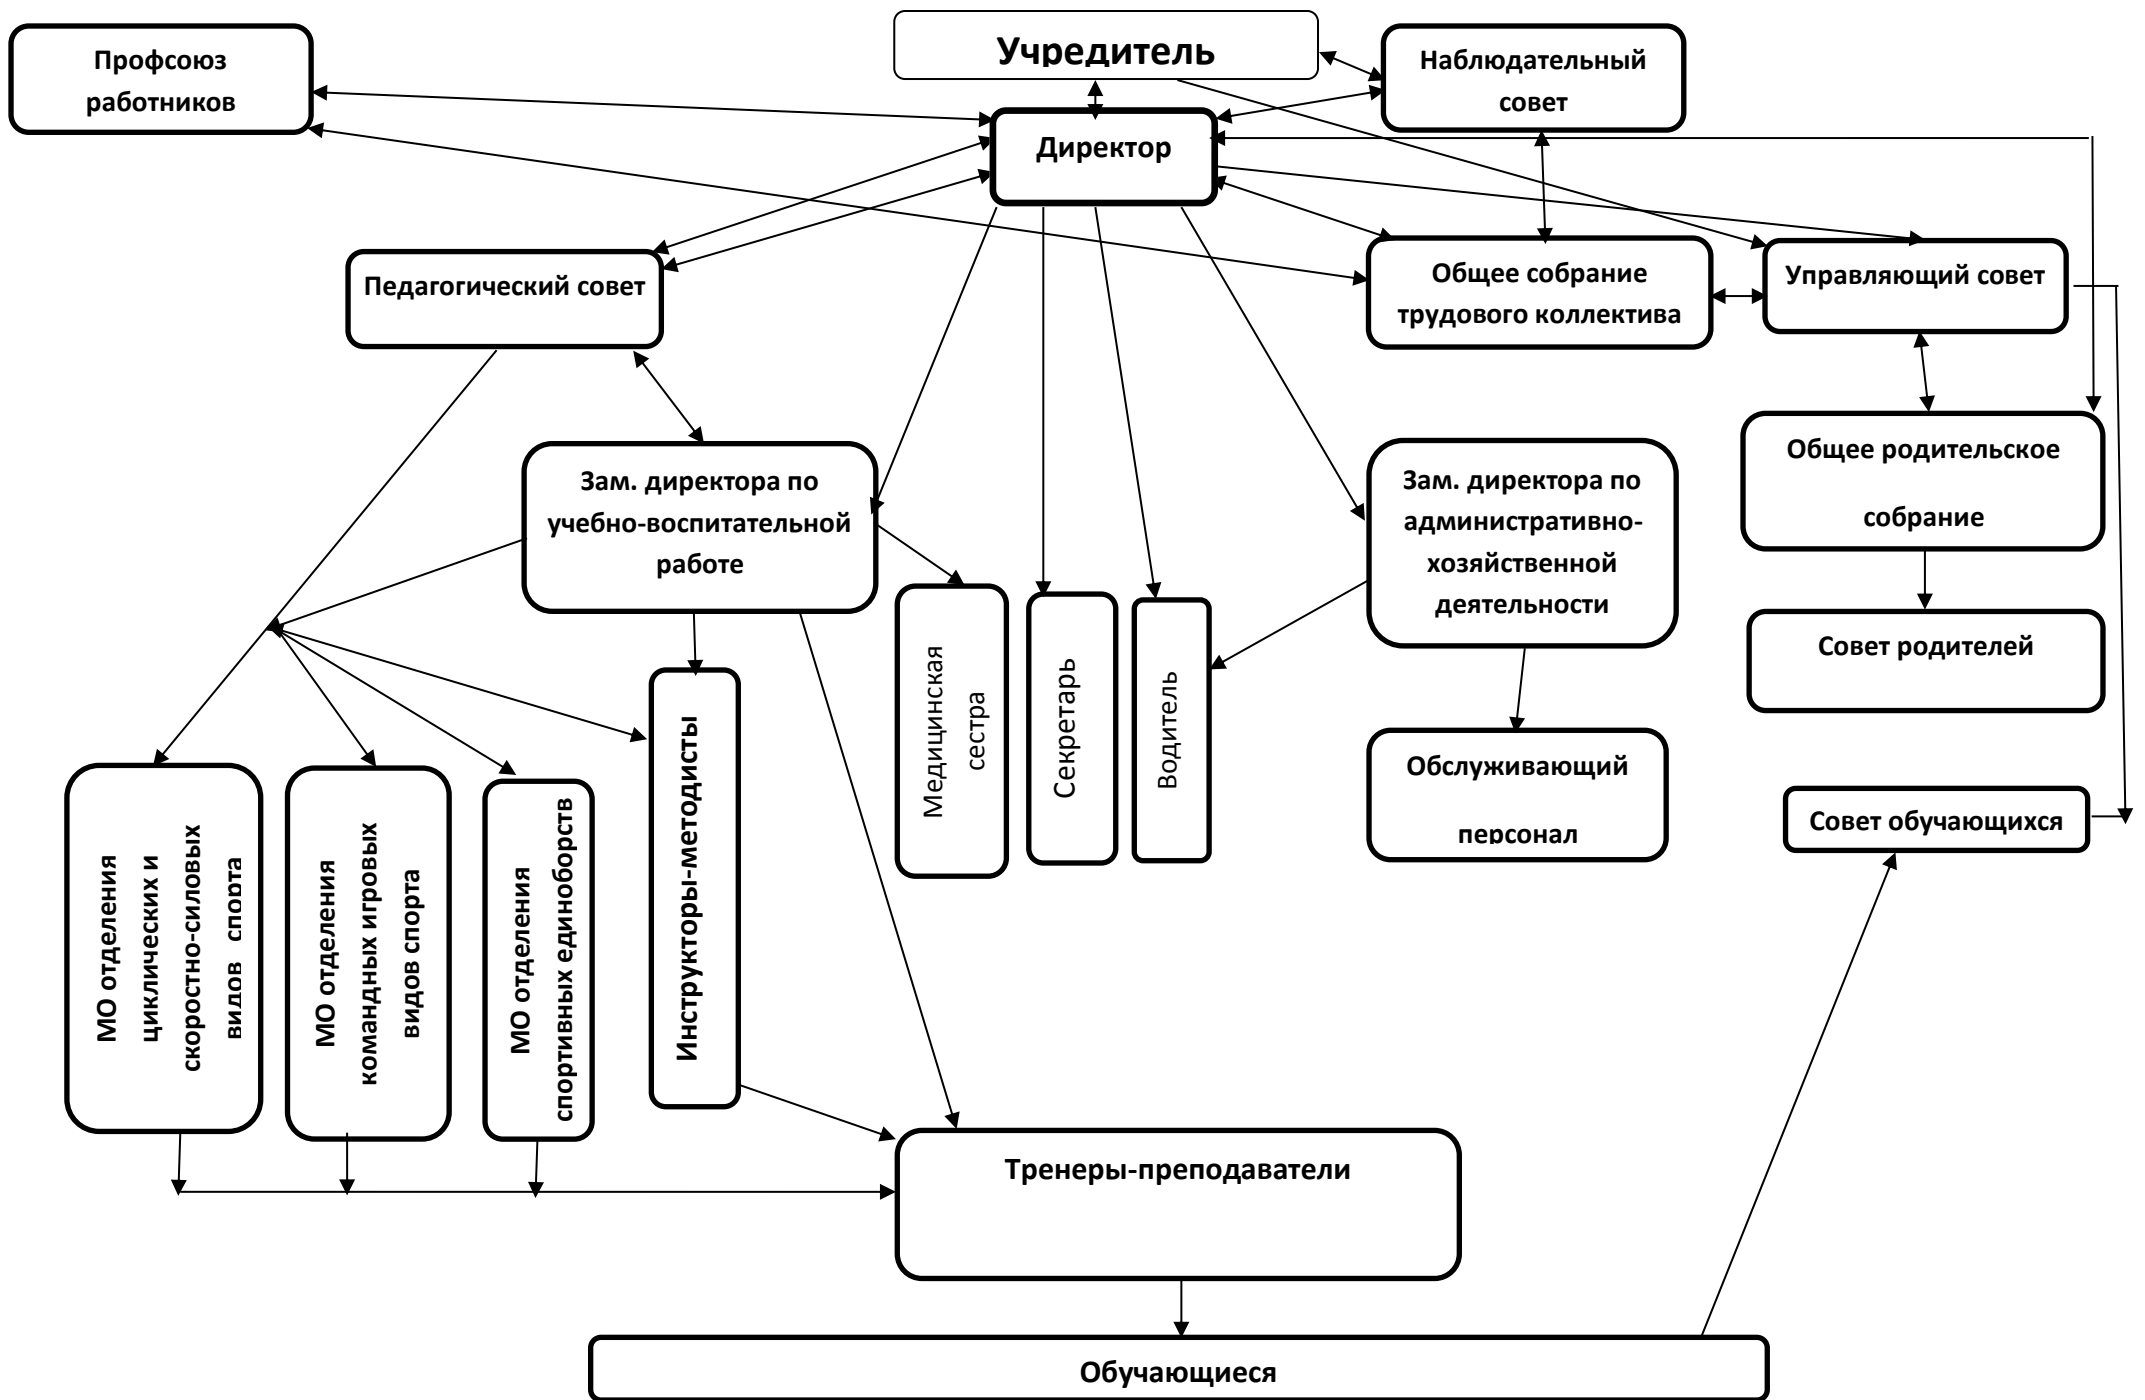 Профсоюз
работников
Учредитель
Наблюдательный
совет
Директор
Педагогический совет
Общее собрание
трудового коллектива
Управляющий совет
Зам. директора по
учебно-воспитательной
работе
Зам. директора по
административно-
хозяйственной
деятельности
Общее родительское
собрание
Совет родителей
Медицинская
сестра
Секретарь
Водитель
Обслуживающий
персонал
Совет обучающихся
МО отделения
циклических и
скоростно-силовых
видов спорта
МО отделения
командных игровых
видов спорта
МО отделения
спортивных единоборств
Инструкторы-методисты
Тренеры-преподаватели
Обучающиеся